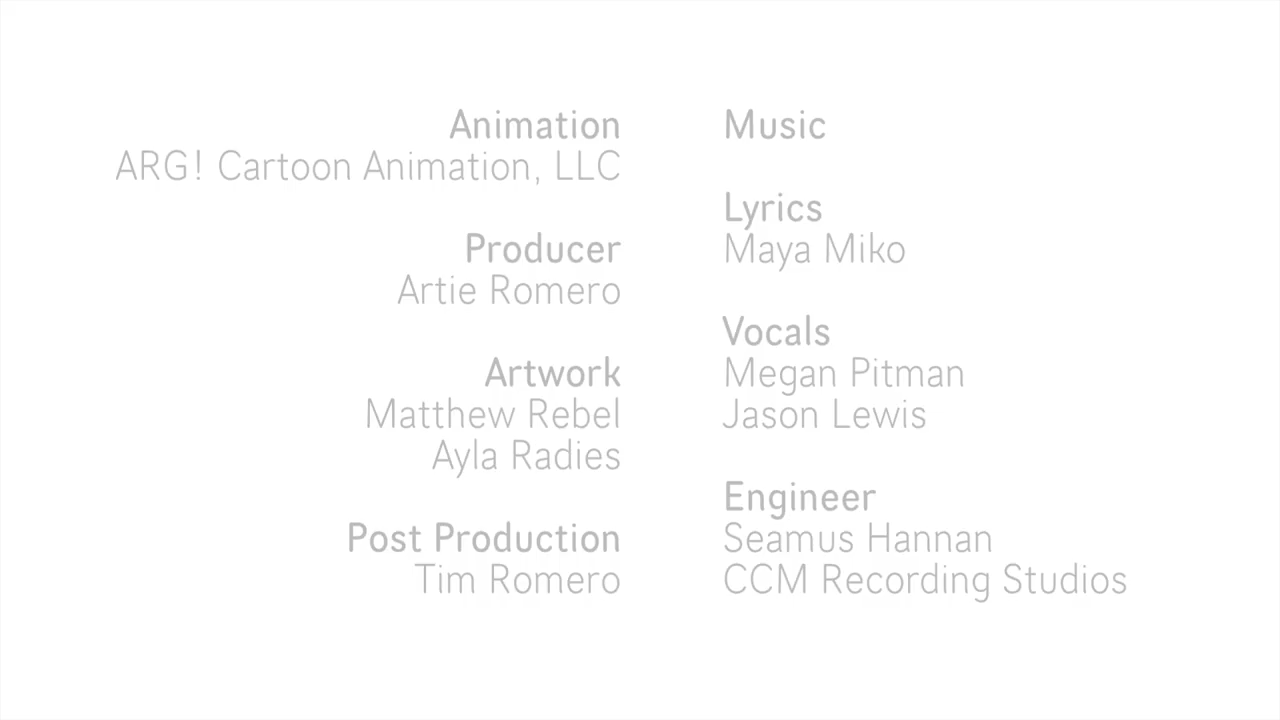 Animation
ARG! Cartoon Animation, LLC
Producer
Artie Romero
Artwork
Matthew Rebel
Ayla Radies
Post Production
Tim Romero
Music
Lyrics
Maya Miko
Vocals
Megan Pitman
Jason Lewis
Engineer
Seamus Hannan
CCM Recording Studios